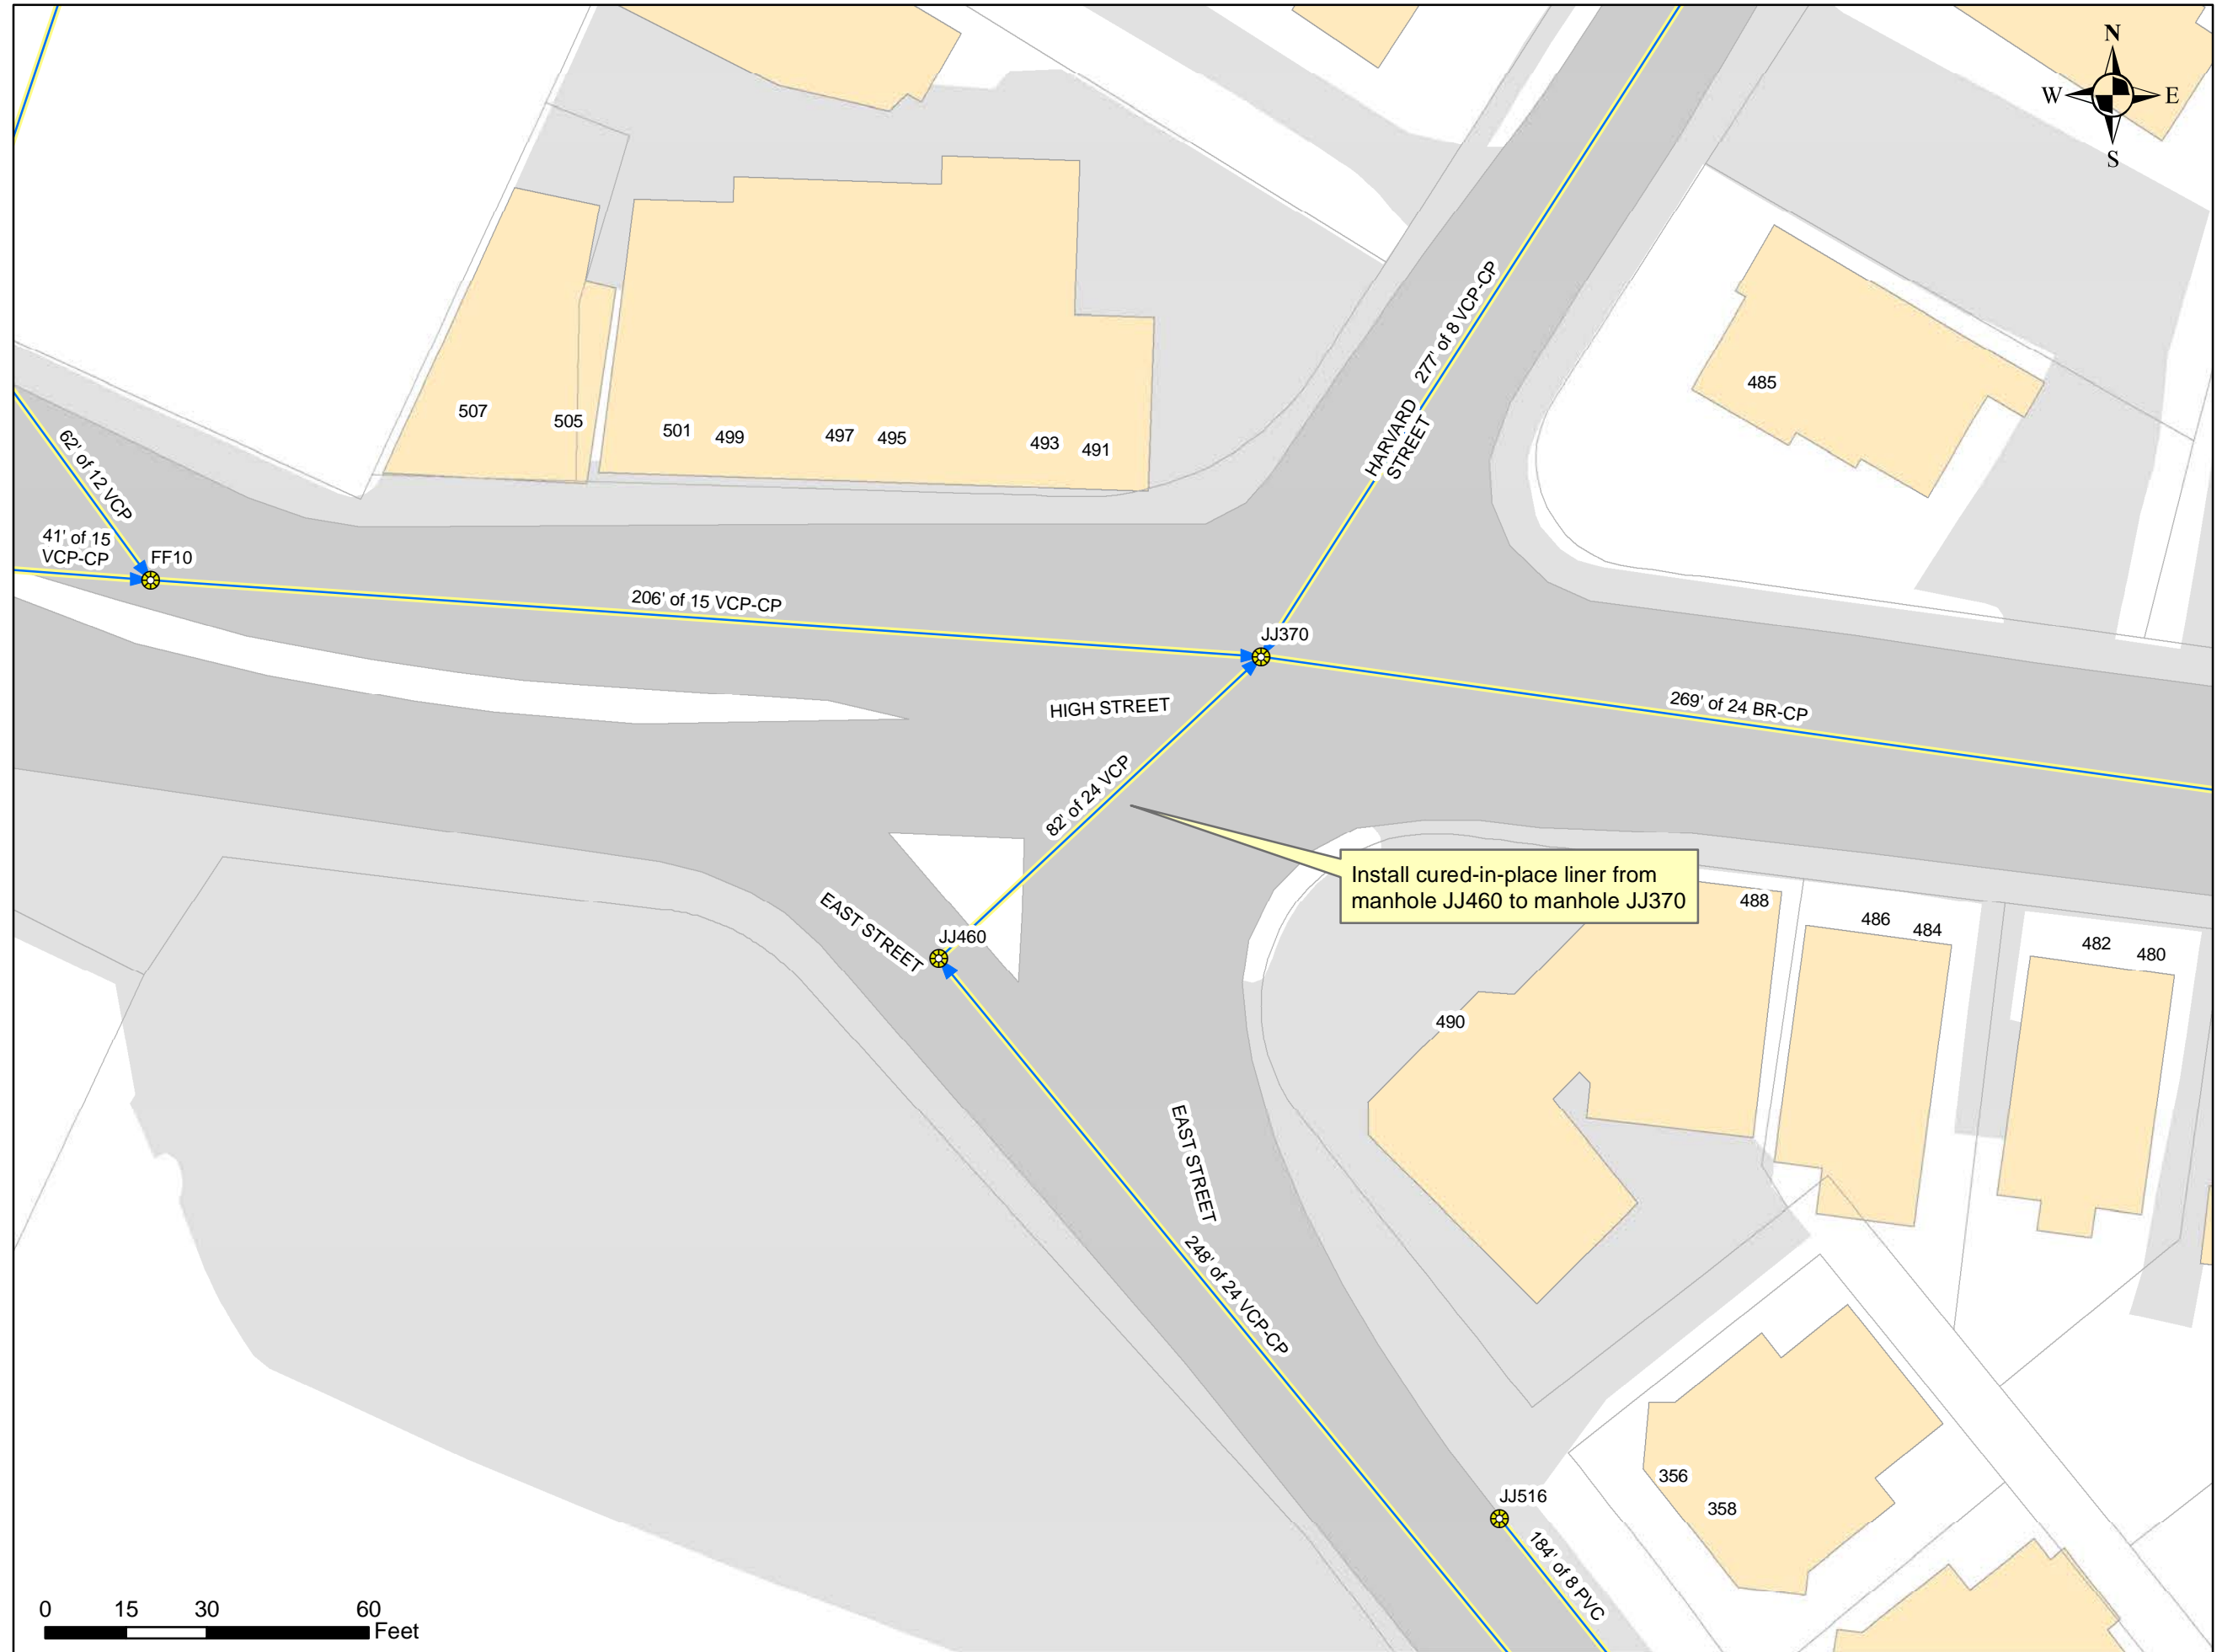 N
W E
S
277' of 8 VCP-CP
HARVARD
STREET
485
507
505
501
499
497
495
493
491
62' of 12 VCP
41' of 15
VCP-CP
FF10
206' of 15 VCP-CP
JJ370
HIGH STREET
269' of 24 BR-CP
82' of 24 VCP
Install cured-in-place liner from
manhole JJ460 to manhole JJ370
488
486
484
482
480
EAST STREET
JJ460
490
EAST STREET
248' of 24 VCP-CP
356
358
JJ516
184' of 8 PVC
0 15 30 60
Feet